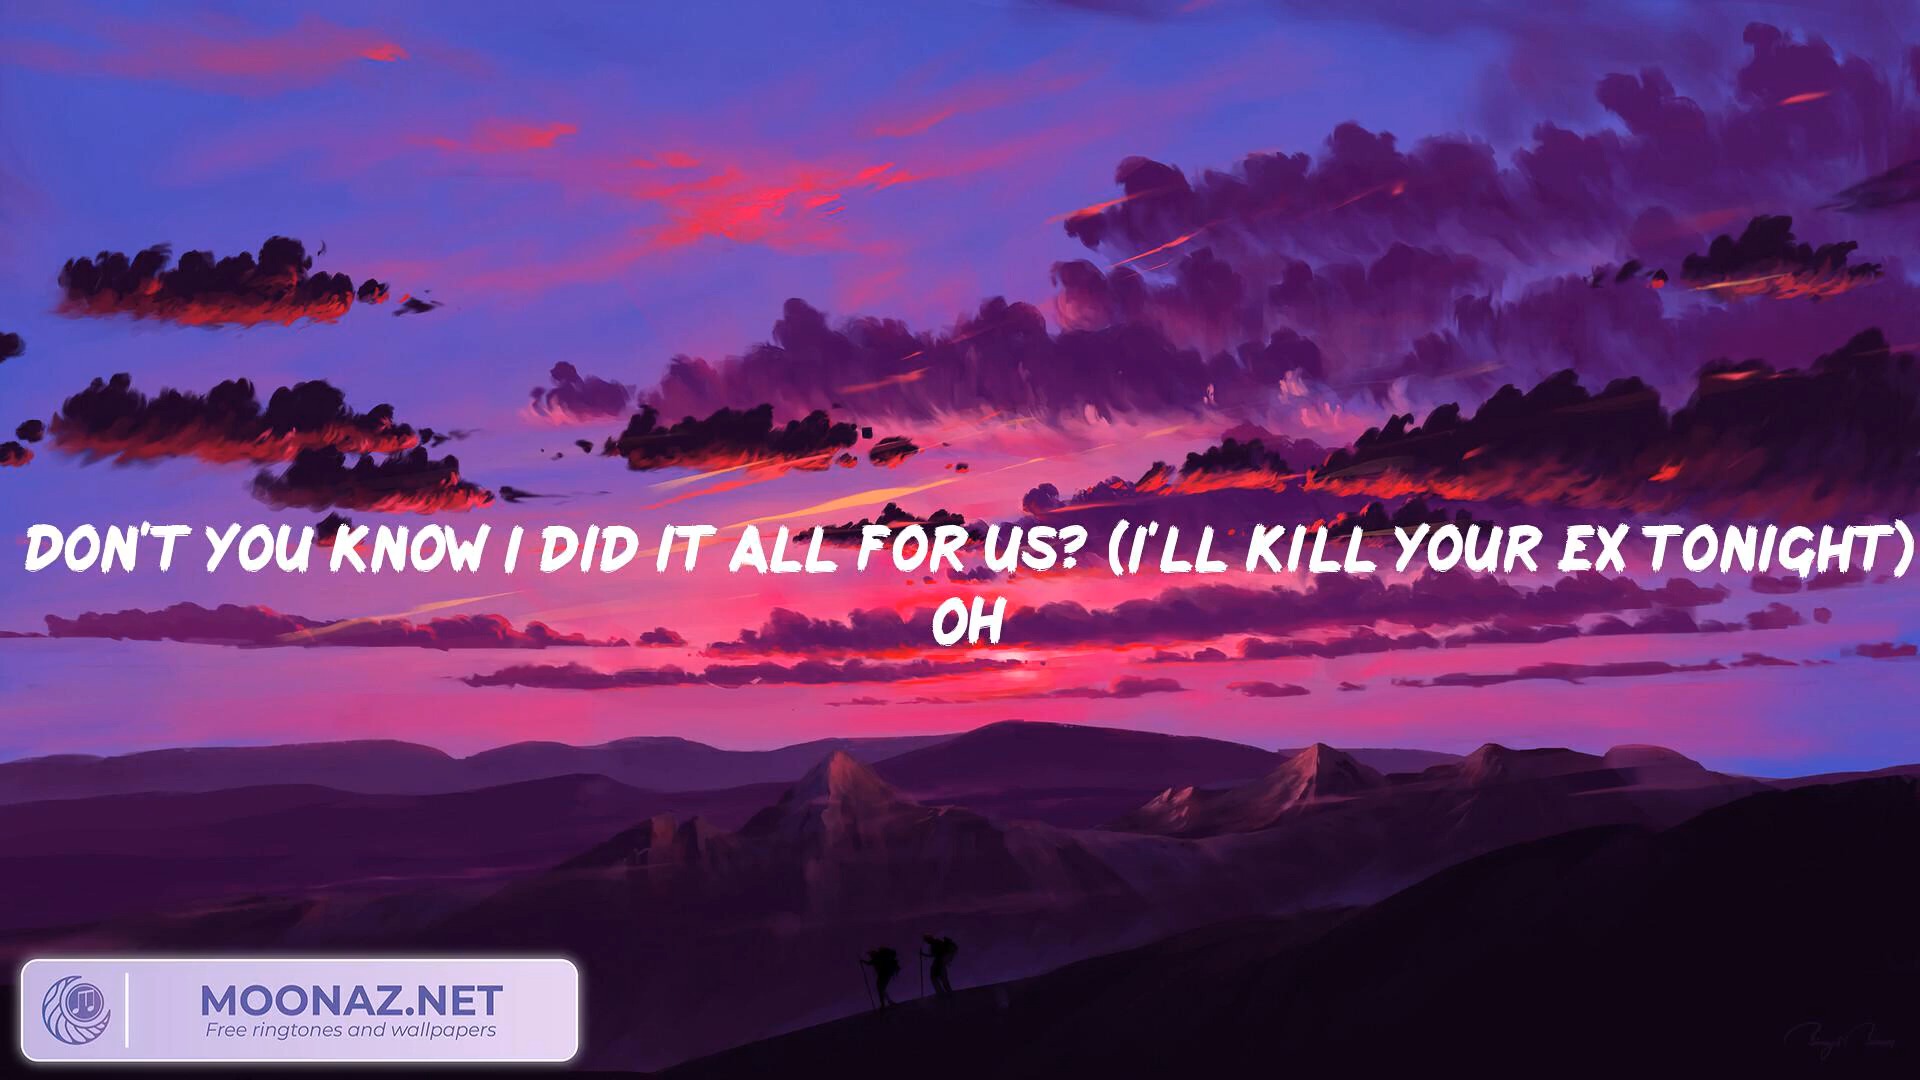 DON'T YOU KNOW I DID IT ALL FOR US? (I'LL KILL YOUR EX TONIGHT)
OH
MOONAZ.NET
Free ringtones and wallpapers